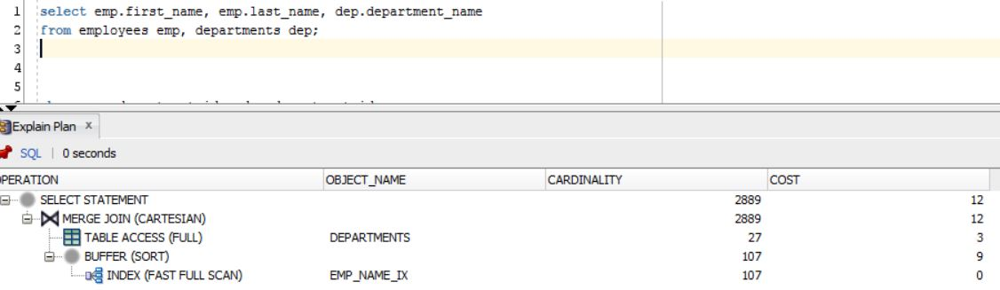 1 select emp.first_name, emp.last_name, dep.department_name
2 from employees emp, departments dep;
3
4
5
Explain Plan x
SQL | 0 seconds
OPERATION OBJECT_NAME CARDINALITY COST
SELECT STATEMENT 2889 12
MERGE JOIN (CARTESIAN) 2889 12
TABLE ACCESS (FULL) DEPARTMENTS 27 3
BUFFER (SORT) 107 9
INDEX (FAST FULL SCAN) EMP_NAME_IX 107 0